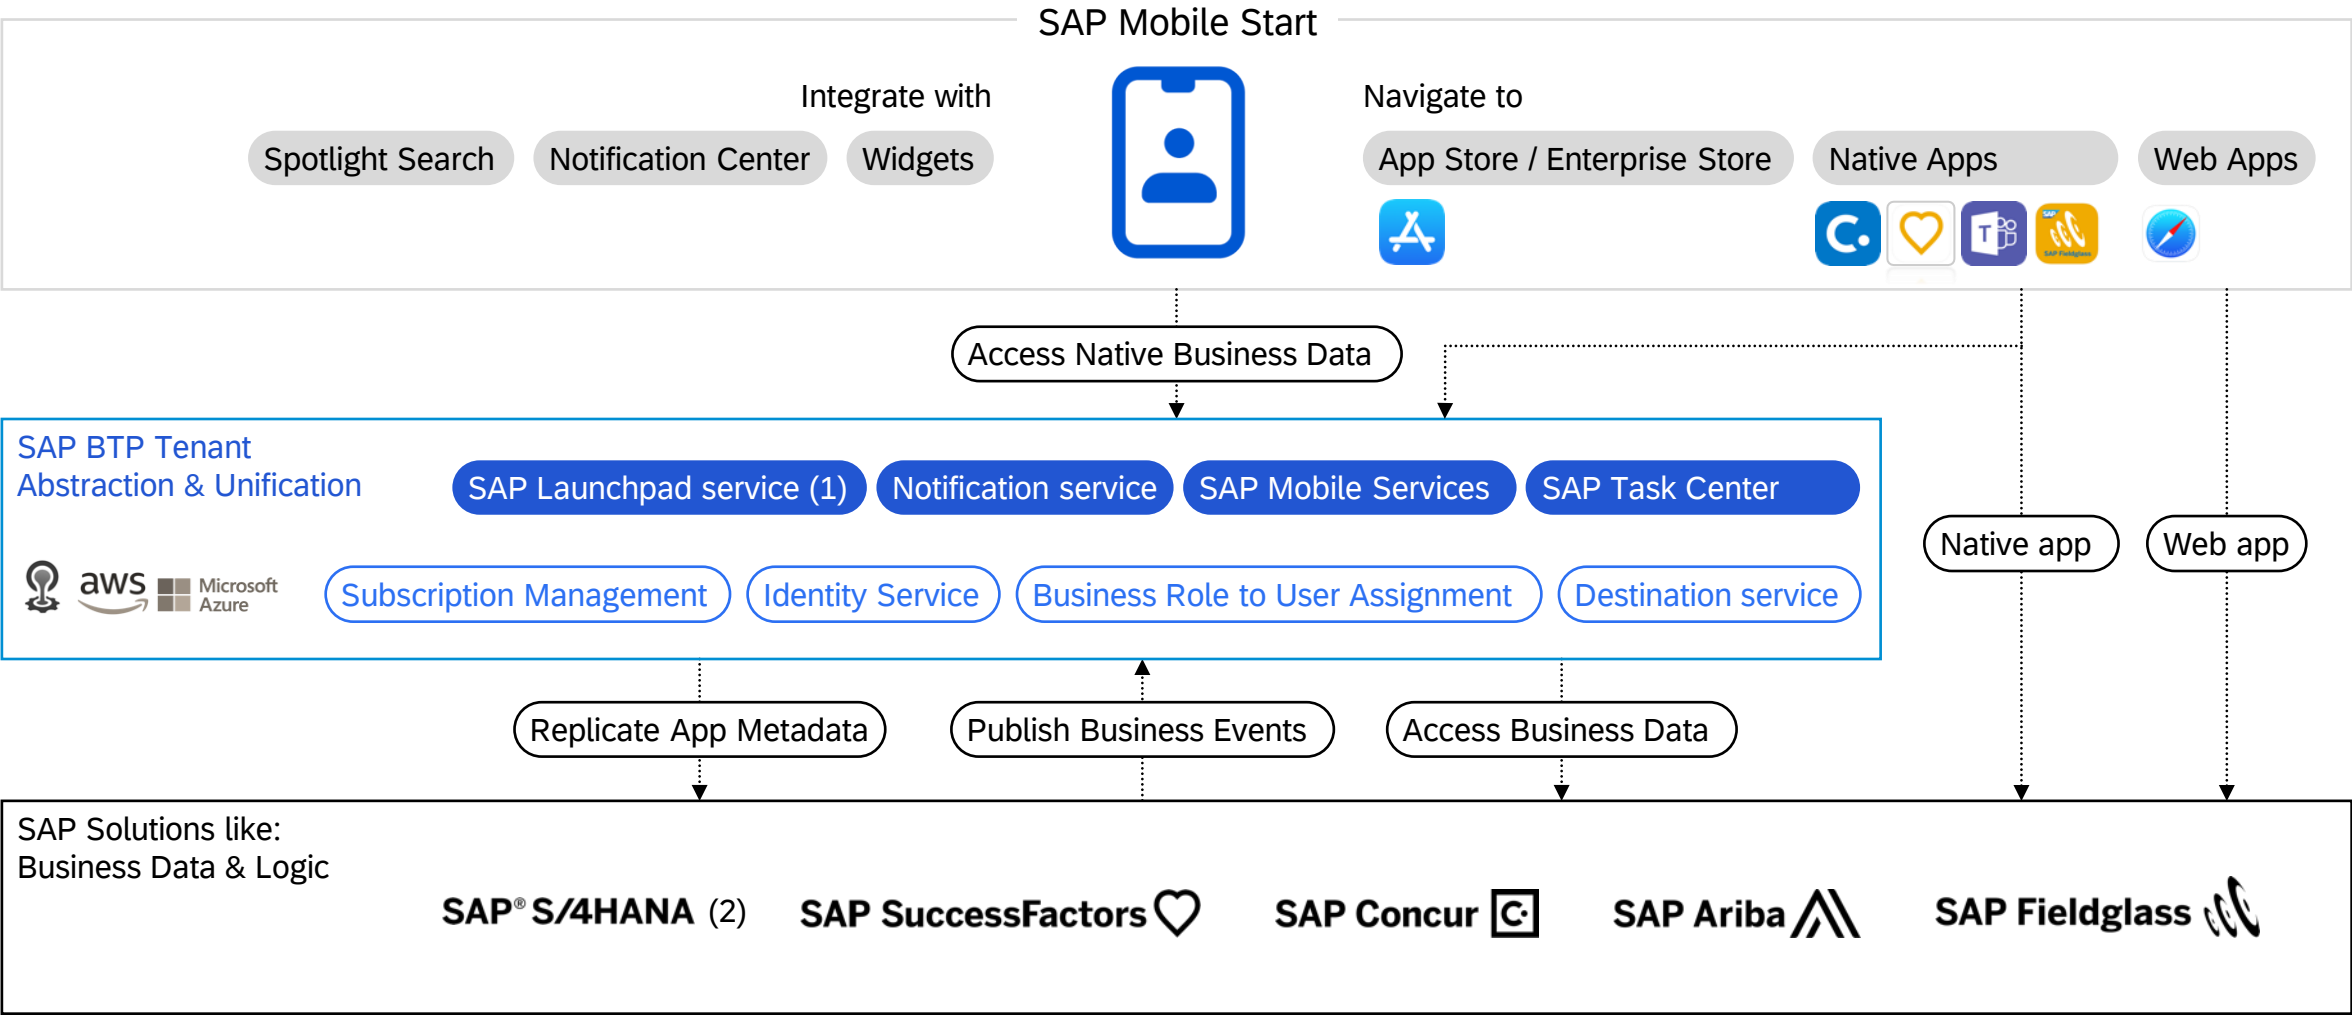 SAP Mobile Start
Integrate with
Navigate to
Spotlight Search
Notification Center
Widgets
App Store / Enterprise Store
Native Apps
Web Apps
C.
T
SAP
SAP Fieldglass
Access Native Business Data
SAP BTP Tenant
Abstraction & Unification
SAP Launchpad service (1)
Notification service
SAP Mobile Services
SAP Task Center
Native app
Web app
aws
Microsoft
Azure
Subscription Management
Identity Service
Business Role to User Assignment
Destination service
Replicate App Metadata
Publish Business Events
Access Business Data
SAP Solutions like:
Business Data & Logic
SAP® S/4HANA (2)
SAP SuccessFactors
SAP Concur C.
SAP Ariba
SAP Fieldglass